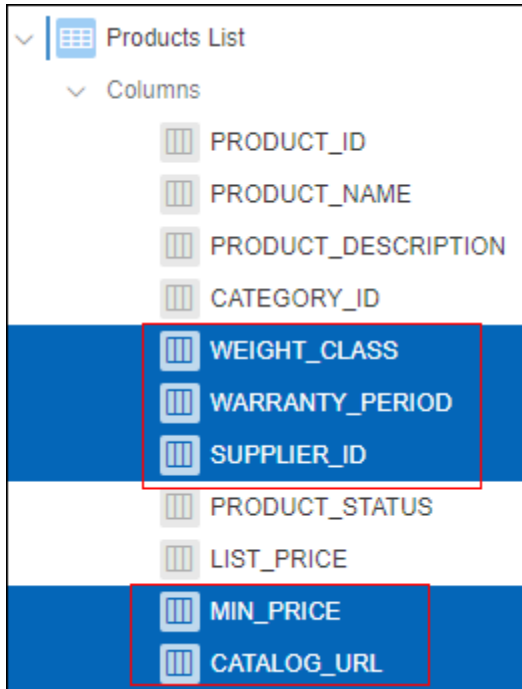 Products List
Columns
PRODUCT_ID
PRODUCT_NAME
PRODUCT_DESCRIPTION
CATEGORY_ID
WEIGHT_CLASS
WARRANTY_PERIOD
SUPPLIER_ID
PRODUCT_STATUS
LIST_PRICE
MIN_PRICE
CATALOG_URL